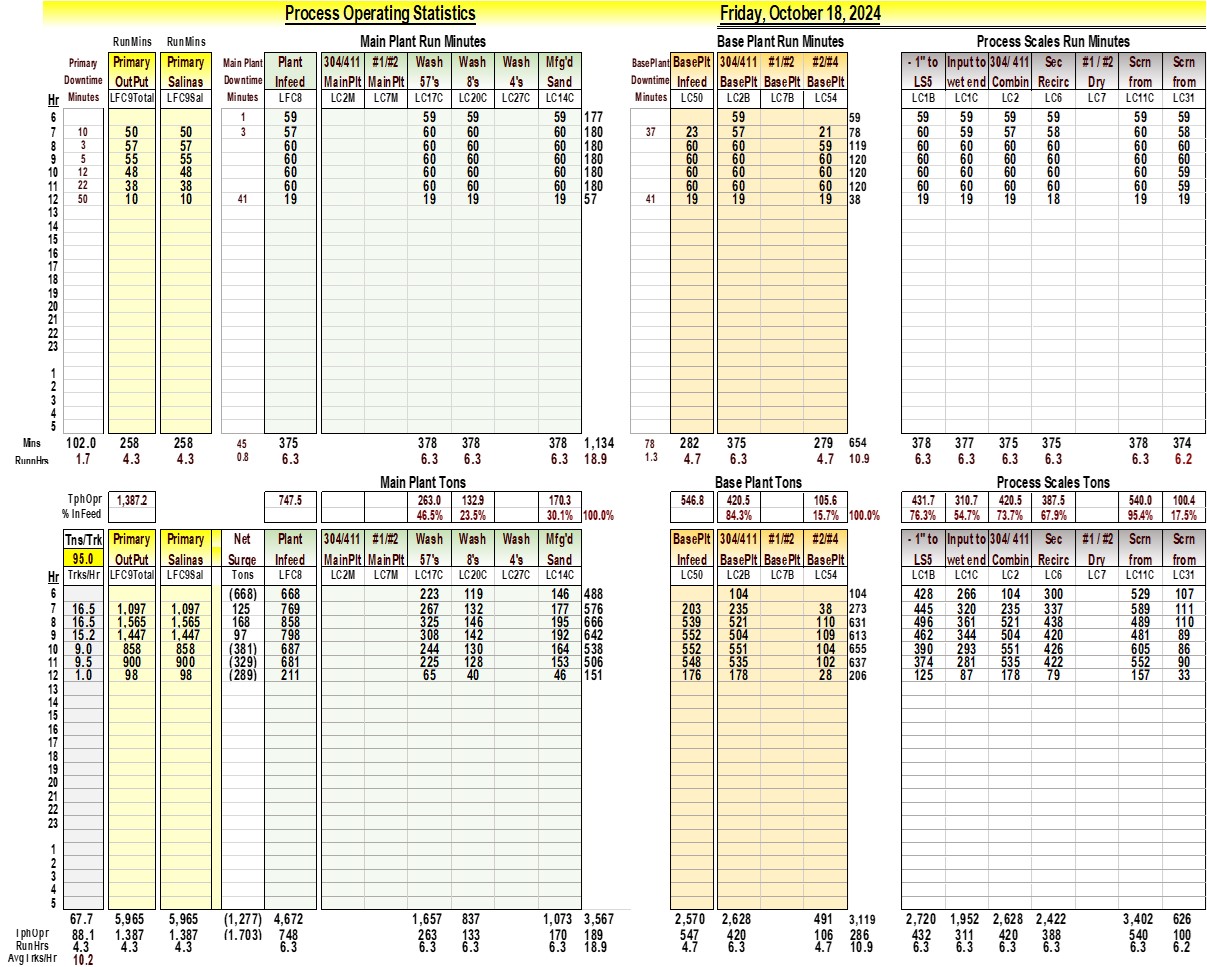 Process Operating Statistics Friday, October 18, 2024
RunMins RunMins Main Plant Run Minutes Base Plant Run Minutes Process Scales Run Minutes
Primary Primary Primary Main Plant Plant 304/411 #1/#2 Wash Wash Wash Mfg'd BasePlant BasePlt 304/411 #1/#2 #2/#4 - 1" to Input to 304/ 411 Sec #1 / #2 Scrn Scrn
Downtime OutPut Salinas Downtime Infeed MainPlt MainPlt 57's 8's 4's Sand Downtime Infeed BasePlt BasePlt BasePlt LS5 wet end Combin Recirc Dry from from
Hr Minutes LFC9Total LFC9Sal Minutes LFC8 LC2M LC7M LC17C LC20C LC27C LC14C Minutes LC50 LC2B LC7B LC54 LC1B LC1C LC2 LC6 LC7 LC11C LC31
6 1 59 59 59 59 177 59 59 59 59 59 59 59 59
7 10 50 50 3 57 60 60 60 180 37 23 57 21 78 60 59 57 58 60 58
8 3 57 57 60 60 60 60 180 60 60 59 119 60 60 60 60 60 60
9 5 55 55 60 60 60 60 180 60 60 60 120 60 60 60 60 60 60
10 12 48 48 60 60 60 60 180 60 60 60 120 60 60 60 60 60 59
11 22 38 38 60 60 60 60 180 60 60 60 120 60 60 60 60 60 59
12 50 10 10 41 19 19 19 19 57 41 19 19 19 38 19 19 19 18 19 19
13
14
15
16
17
18
19
20
21
22
23
1
2
3
4
5
Mins 102.0 258 258 45 375 378 378 378 1,134 78 282 375 279 654 378 377 375 375 378 374
RunnHrs 1.7 4.3 4.3 0.8 6.3 6.3 6.3 6.3 18.9 1.3 4.7 6.3 4.7 10.9 6.3 6.3 6.3 6.3 6.3 6.2
Main Plant Tons Base Plant Tons Process Scales Tons
TphOpr 1,387.2 747.5 263.0 132.9 170.3 546.8 420.5 105.6 431.7 310.7 420.5 387.5 540.0 100.4
% InFeed 46.5% 23.5% 30.1% 100.0% 84.3% 15.7% 100.0% 76.3% 54.7% 73.7% 67.9% 95.4% 17.5%
Tns/Trk Primary Primary Net Plant 304/411 #1/#2 Wash Wash Wash Mfg'd BasePlt 304/411 #1/#2 #2/#4 - 1" to Input to 304/ 411 Sec #1 / #2 Scrn Scrn
95.0 OutPut Salinas Surge Infeed MainPlt MainPlt 57's 8's 4's Sand Infeed BasePlt BasePlt BasePlt LS5 wet end Combin Recirc Dry from from
Hr Trks/Hr LFC9Total LFC9Sal Tons LFC8 LC2M LC7M LC17C LC20C LC27C LC14C LC50 LC2B LC7B LC54 LC1B LC1C LC2 LC6 LC7 LC11C LC31
6 (668) 668 223 119 146 488 104 104 428 266 104 300 529 107
7 16.5 1,097 1,097 125 769 267 132 177 576 203 235 38 273 445 320 235 337 589 111
8 16.5 1,565 1,565 168 858 325 146 195 666 539 521 110 631 496 361 521 438 489 110
9 15.2 1,447 1,447 97 798 308 142 192 642 552 504 109 613 462 344 504 420 481 89
10 9.0 858 858 (381) 687 244 130 164 538 552 551 104 655 390 293 551 426 605 86
11 9.5 900 900 (329) 681 225 128 153 506 548 535 102 637 374 281 535 422 552 90
12 1.0 98 98 (289) 211 65 40 46 151 176 178 28 206 125 87 178 79 157 33
13
14
15
16
17
18
19
20
21
22
23
1
2
3
4
5
67.7 5,965 5,965 (1,277) 4,672 1,657 837 1,073 3,567 2,570 2,628 491 3,119 2,720 1,952 2,628 2,422 3,402 626
TphOpr 88.1 1,387 1,387 (1,703) 748 263 133 170 189 547 420 106 286 432 311 420 388 540 100
RunHrs 4.3 4.3 4.3 6.3 6.3 6.3 6.3 18.9 4.7 6.3 4.7 10.9 6.3 6.3 6.3 6.3 6.3 6.2
AvgTrks/Hr 10.2